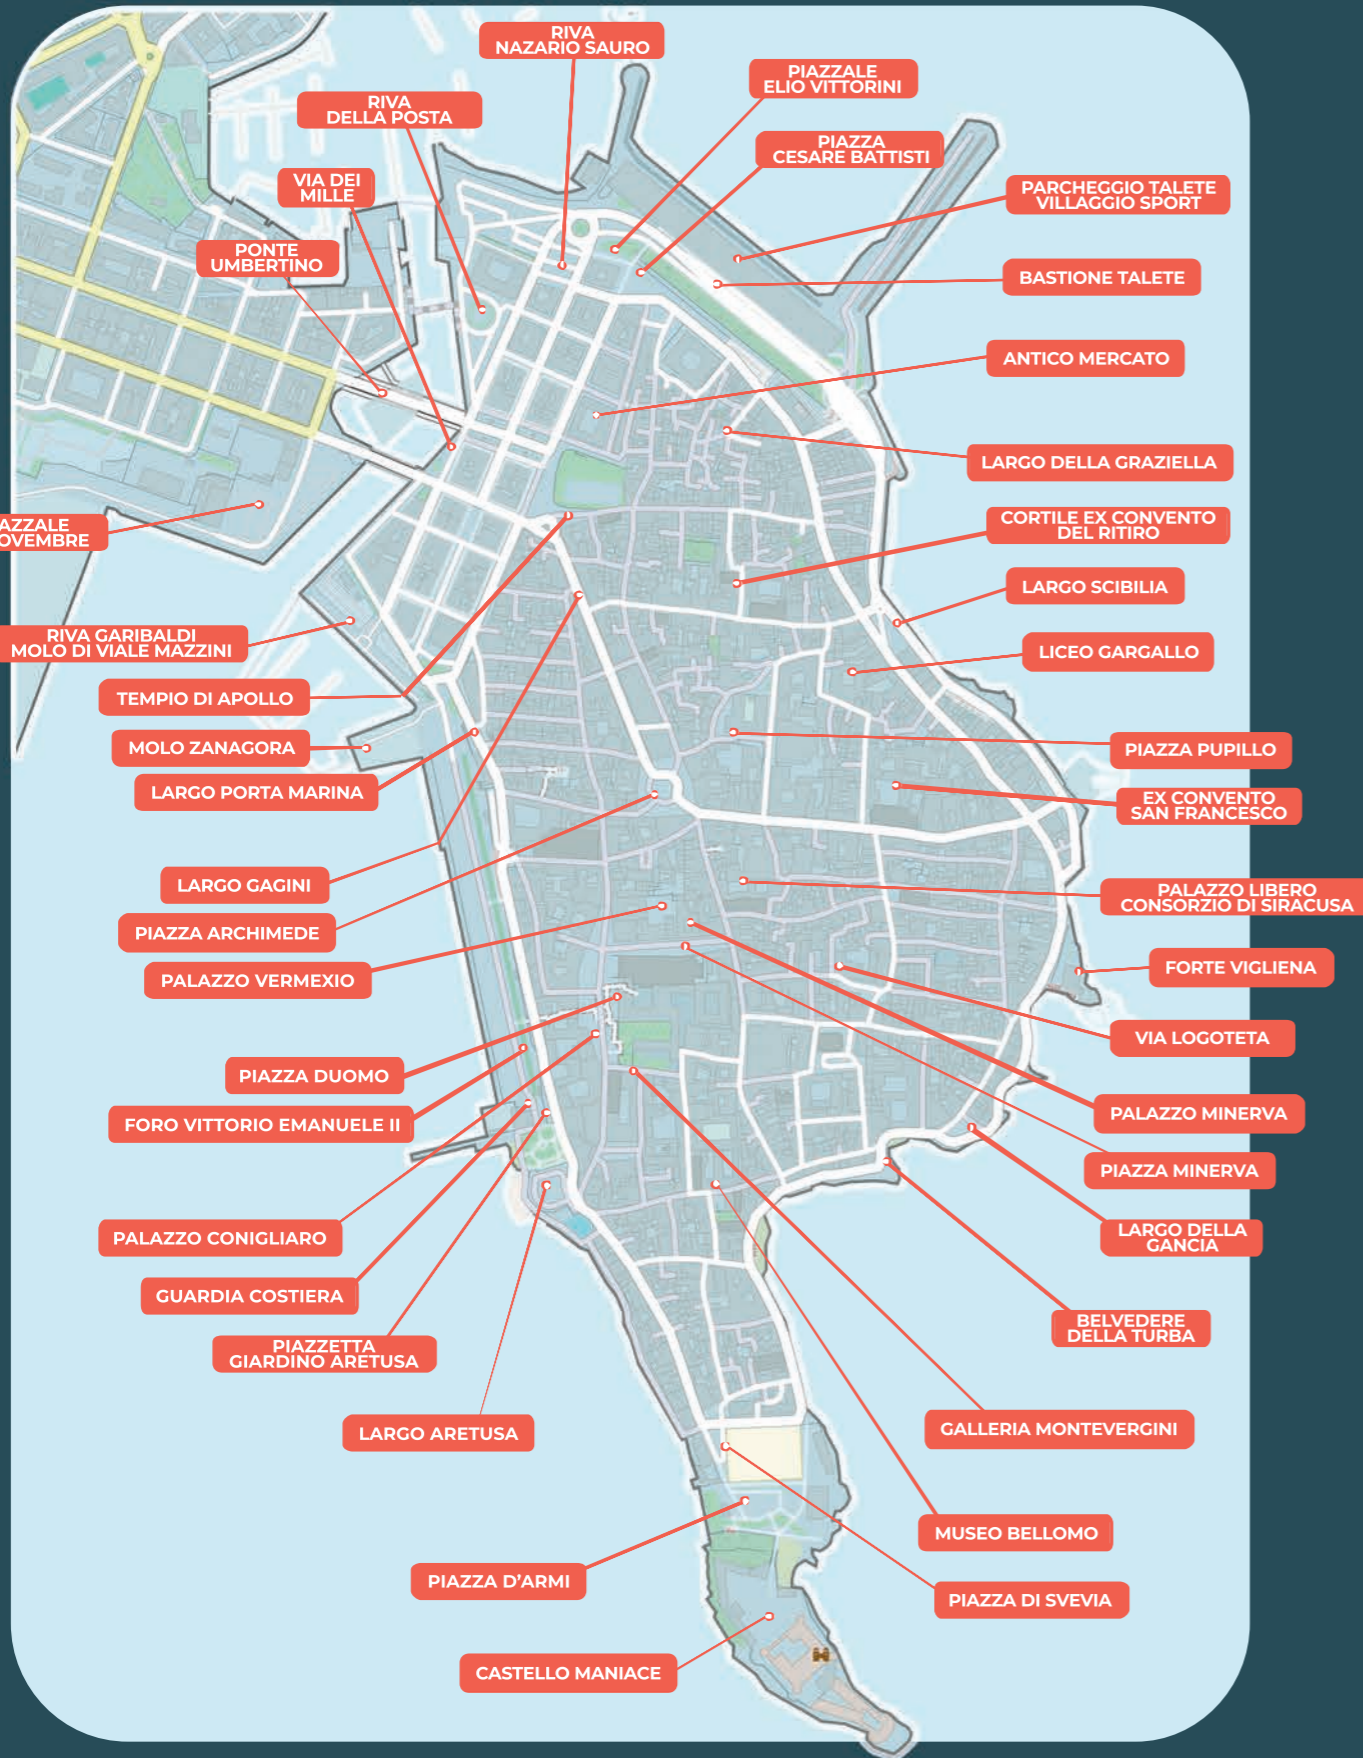 RIVA
NAZARIO SAURO
PIAZZALE
ELIO VITTORINI
RIVA
DELLA POSTA
PIAZZA
CESARE BATTISTI
VIA DEI
MILLE
PARCHEGGIO TALETE
VILLAGGIO SPORT
PONTE
UMBERTINO
BASTIONE TALETE
ANTICO MERCATO
LARGO DELLA GRAZIELLA
AZZALE
OVEMBRE
CORTILE EX CONVENTO
DEL RITIRO
LARGO SCIBILIA
RIVA GARIBALDI
MOLO DI VIALE MAZZINI
LICEO GARGALLO
TEMPIO DI APOLLO
MOLO ZANAGORA
PIAZZA PUPILLO
LARGO PORTA MARINA
EX CONVENTO
SAN FRANCESCO
LARGO GAGINI
PALAZZO LIBERO
CONSORZIO DI SIRACUSA
PIAZZA ARCHIMEDE
FORTE VIGLIENA
PALAZZO VERMEXIO
VIA LOGOTETA
PIAZZA DUOMO
PALAZZO MINERVA
FORO VITTORIO EMANUELE II
PIAZZA MINERVA
PALAZZO CONIGLIARO
LARGO DELLA
GANCIA
GUARDIA COSTIERA
BELVEDERE
DELLA TURBA
PIAZZETTA
GIARDINO ARETUSA
LARGO ARETUSA
GALLERIA MONTEVERGINI
MUSEO BELLOMO
PIAZZA D'ARMI
PIAZZA DI SVEVIA
CASTELLO MANIACE